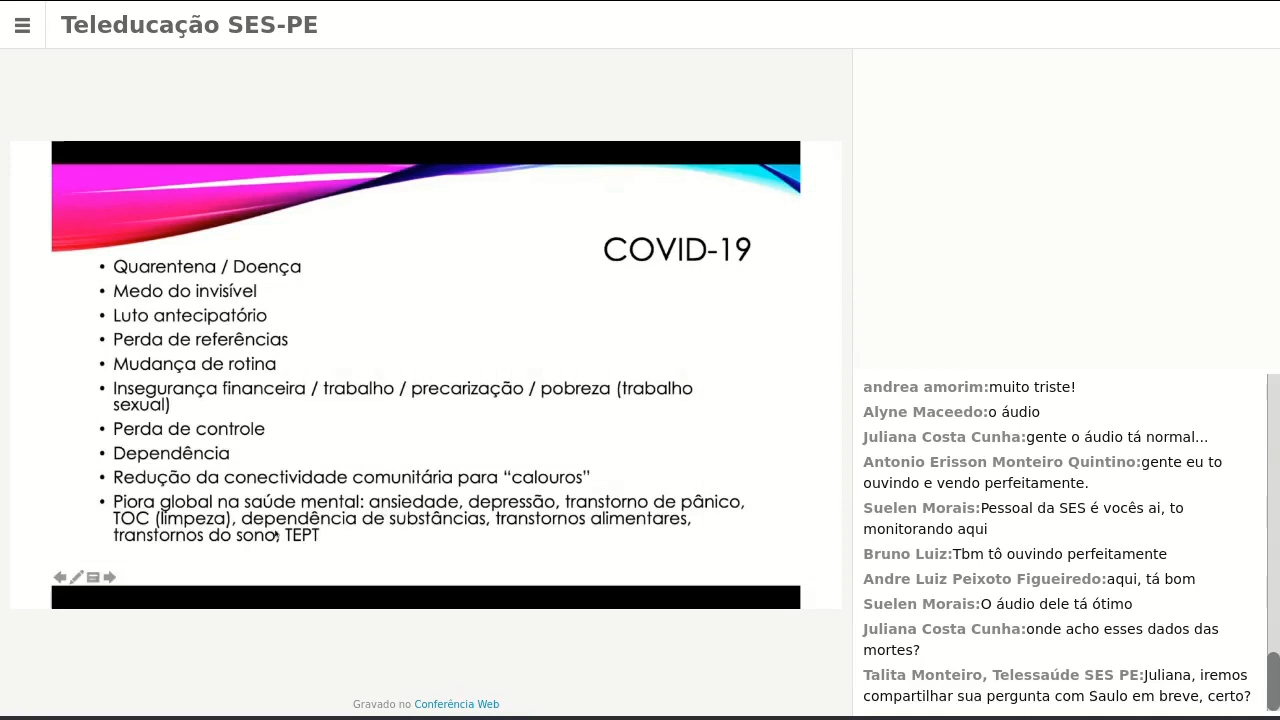 Teleducação SES-PE
COVID-19
• Quarentena / Doença
• Medo do invisível
• Luto antecipatório
• Perda de referências
• Mudança de rotina
• Insegurança financeira / trabalho / precarização / pobreza (trabalho
sexual)
• Perda de controle
• Dependência
• Redução da conectividade comunitária para “calouros”
• Piora global na saúde mental: ansiedade, depressão, transtorno de pânico,
TOC (limpeza), dependência de substâncias, transtornos alimentares,
transtornos do sono, TEPT
Gravado no Conferência Web
andrea amorim:muito triste!
Alyne Maceedo:o áudio
Juliana Costa Cunha:gente o áudio tá normal...
Antonio Erisson Monteiro Quintino:gente eu to
ouvindo e vendo perfeitamente.
Suelen Morais:Pessoal da SES é vocês ai, to
monitorando aqui
Bruno Luiz:Tbm tô ouvindo perfeitamente
Andre Luiz Peixoto Figueiredo:aqui, tá bom
Suelen Morais:O áudio dele tá ótimo
Juliana Costa Cunha:onde acho esses dados das
mortes?
Talita Monteiro, Telessaúde SES PE:Juliana, iremos
compartilhar sua pergunta com Saulo em breve, certo?